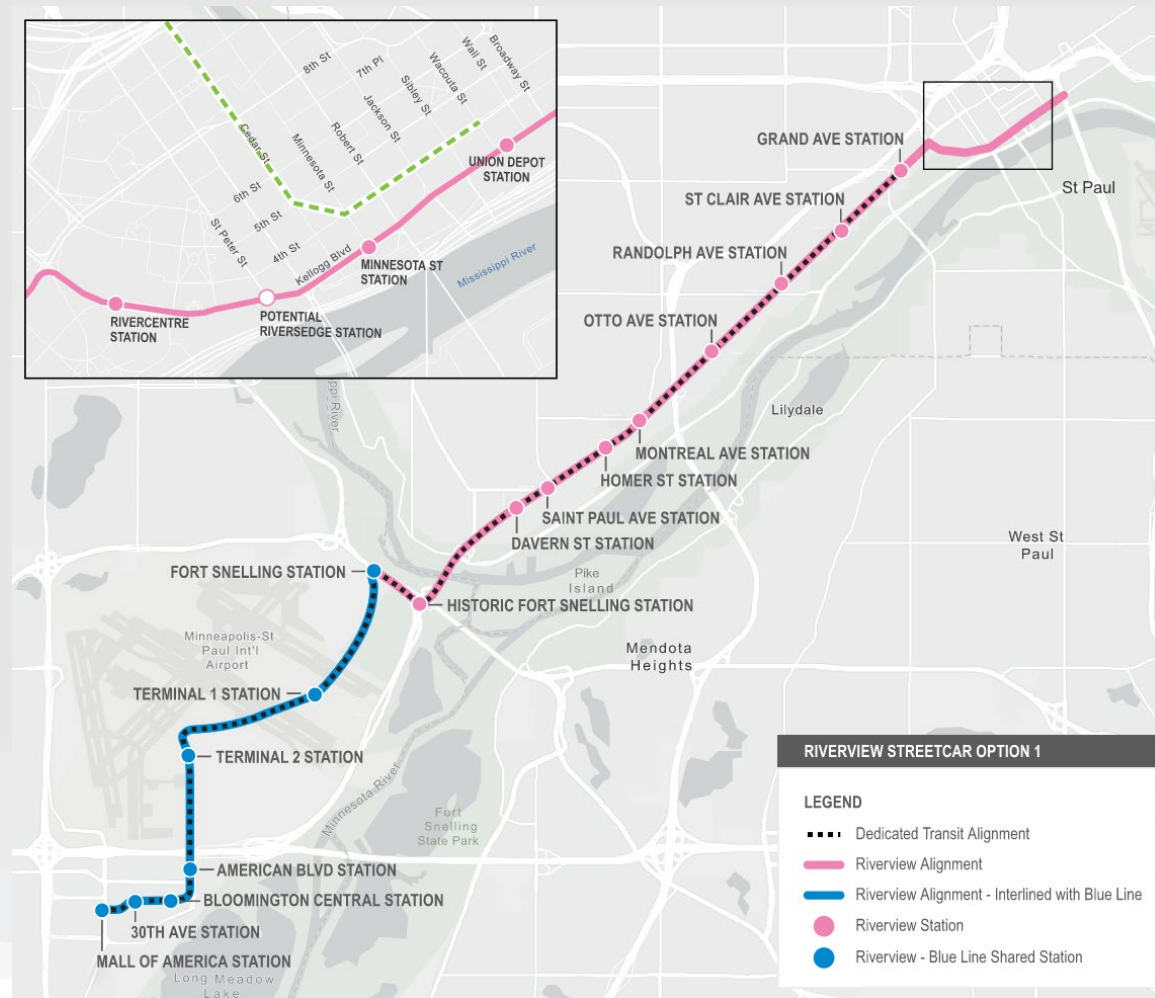 8th St
7th Pl
Broadway St
Wall St
Wacouta St
Sibley St
Jackson St
Robert St
Minnesota St
Cedar St
6th St
5th St
4th St
St Peter St
Kellogg Blvd
UNION DEPOT
STATION
MINNESOTA ST
STATION
Mississippi River
RIVERCENTRE
STATION
POTENTIAL
RIVERSEDGE STATION
GRAND AVE STATION
St Paul
ST CLAIR AVE STATION
RANDOLPH AVE STATION
OTTO AVE STATION
ppi River
Lilydale
MONTREAL AVE STATION
HOMER ST STATION
SAINT PAUL AVE STATION
DAVERN ST STATION
West St
Paul
FORT SNELLING STATION
Pike
Island
HISTORIC FORT SNELLING STATION
Minneapolis-St
Paul Int'l
Airport
Mendota
Heights
TERMINAL 1 STATION
TERMINAL 2 STATION
Minnesota River
Fort
Snelling
State Park
AMERICAN BLVD STATION
BLOOMINGTON CENTRAL STATION
30TH AVE STATION
MALL OF AMERICA STATION
Long Meadow
Lake
RIVERVIEW STREETCAR OPTION 1
LEGEND
Dedicated Transit Alignment
Riverview Alignment
Riverview Alignment - Interlined with Blue Line
Riverview Station
Riverview - Blue Line Shared Station